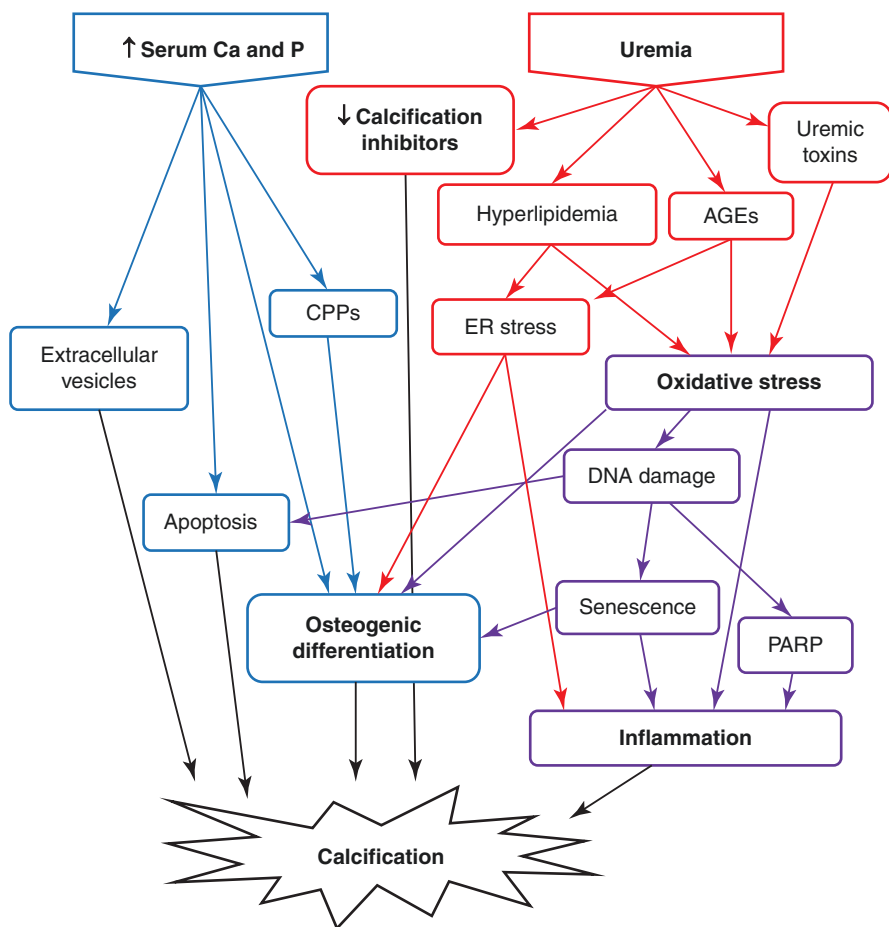 ↑ Serum Ca and P
Uremia
↓ Calcification
inhibitors
Uremic
toxins
Hyperlipidemia
AGEs
CPPs
ER stress
Extracellular
vesicles
Oxidative stress
DNA damage
Apoptosis
Senescence
Osteogenic
differentiation
PARP
Inflammation
Calcification